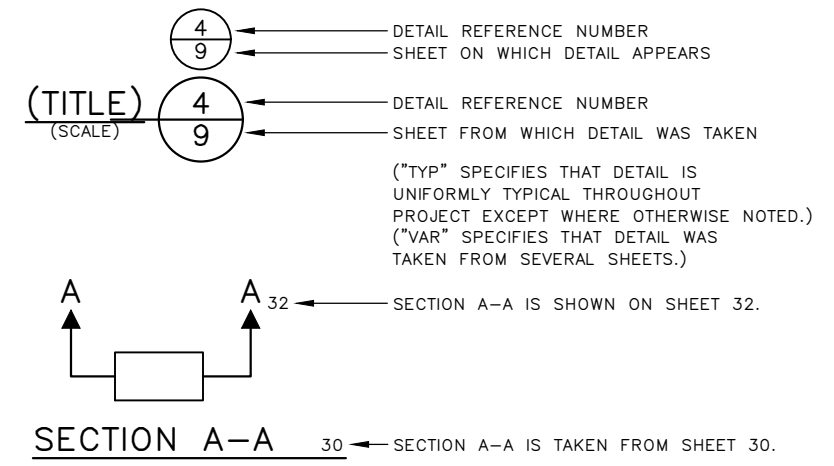 4 DETAIL REFERENCE NUMBER
9 SHEET ON WHICH DETAIL APPEARS
(TITLE) 4 DETAIL REFERENCE NUMBER
(SCALE) 9 SHEET FROM WHICH DETAIL WAS TAKEN
("TYP" SPECIFIES THAT DETAIL IS
UNIFORMLY TYPICAL THROUGHOUT
PROJECT EXCEPT WHERE OTHERWISE NOTED.)
("VAR" SPECIFIES THAT DETAIL WAS
TAKEN FROM SEVERAL SHEETS.)
A A 32 SECTION A-A IS SHOWN ON SHEET 32.
SECTION A-A 30 SECTION A-A IS TAKEN FROM SHEET 30.